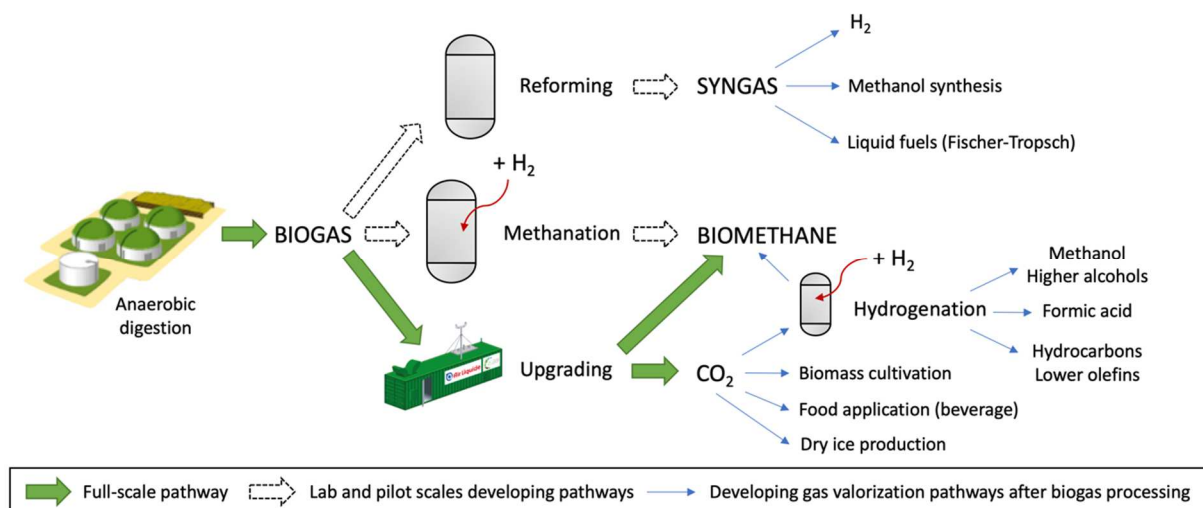 H2
Reforming
SYNGAS
Methanol synthesis
Liquid fuels (Fischer-Tropsch)
+ H2
BIOGAS
Methanation
BIOMETHANE
Anaerobic
digestion
+ H2
Hydrogenation
Methanol
Higher alcohols
Formic acid
Hydrocarbons
Lower olefins
Air Liquide
Upgrading
CO2
Biomass cultivation
Food application (beverage)
Dry ice production
Full-scale pathway
Lab and pilot scales developing pathways
Developing gas valorization pathways after biogas processing